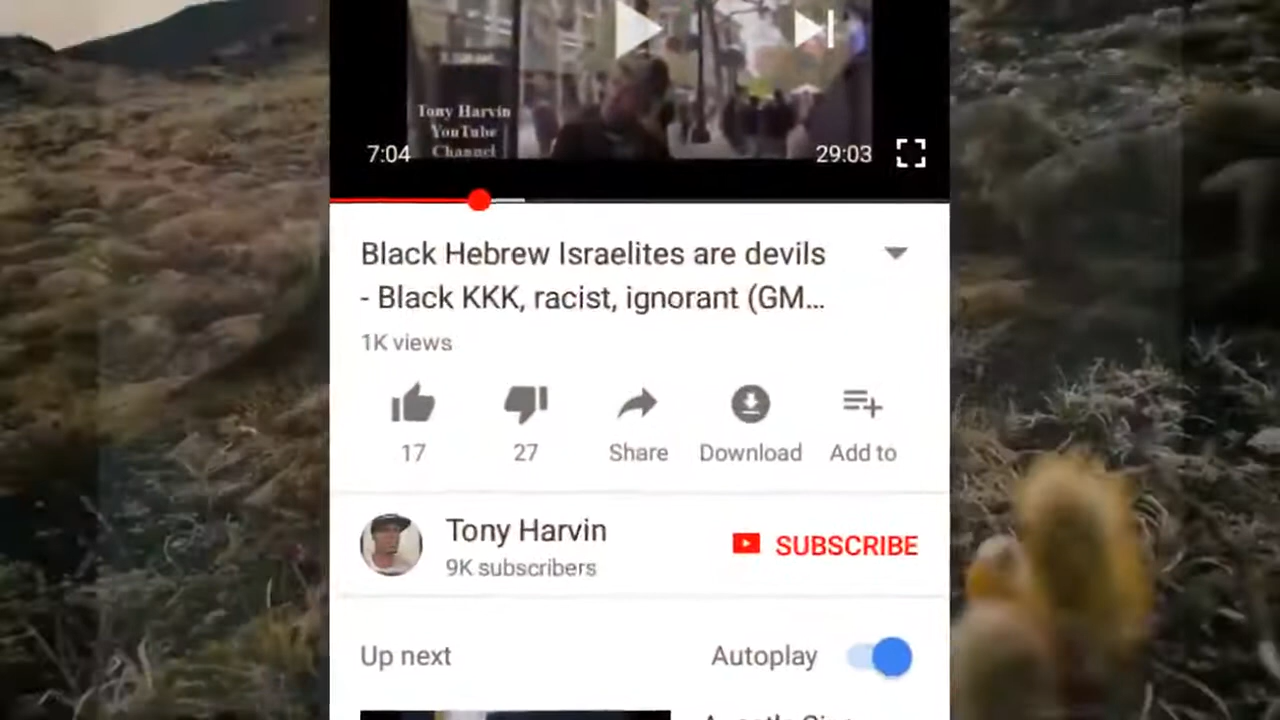 Tony Harvin
YouTube
Channel
7:04
29:03
Black Hebrew Israelites are devils
- Black KKK, racist, ignorant (GM...
1K views
17
27
Share
Download
Add to
Tony Harvin
9K subscribers
SUBSCRIBE
Up next
Autoplay